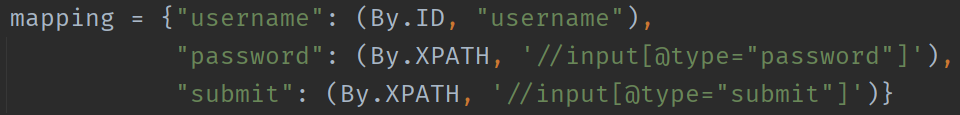 mapping = {"username": (By.ID, "username"),
"password": (By.XPATH, '//input[@type="password"]'),
"submit": (By.XPATH, '//input[@type="submit"]')}